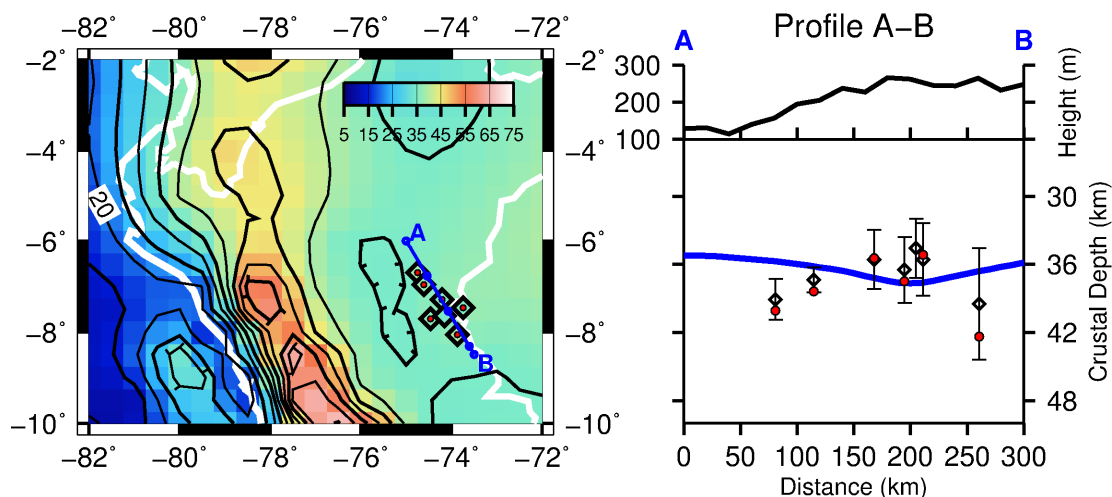 −82 −80 −78 −76 −74 −72
−2˚ −2˚
−4˚ −4˚
−6˚ −6˚
−8˚ −8˚
−10˚ −10˚
−82 −80 −78 −76 −74 −72
5 15 25 35 45 55 65 75
20
A
B
Profile A−B
A B
300
200
100
Height (m)
30
36
42
48
Crustal Depth (km)
0 50 100 150 200 250 300
Distance (km)